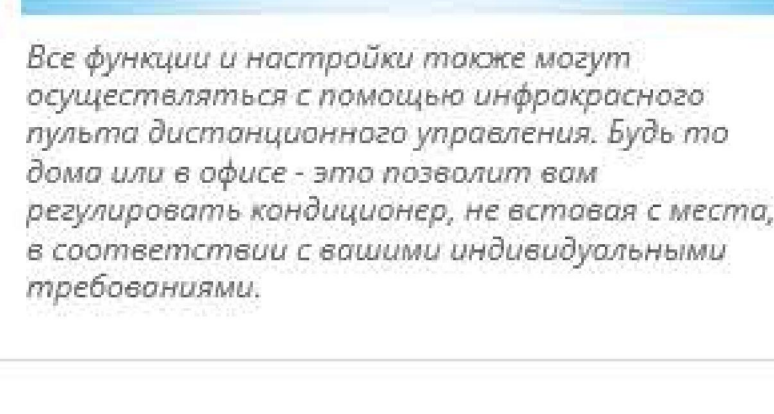 Все функции и настройки также могут
осуществляться с помощью инфракрасного
пульта дистанционного управления. Будь то
дома или в офисе - это позволит вам
регулировать кондиционер, не вставая с места,
в соответствии с вашими индивидуальными
требованиями.